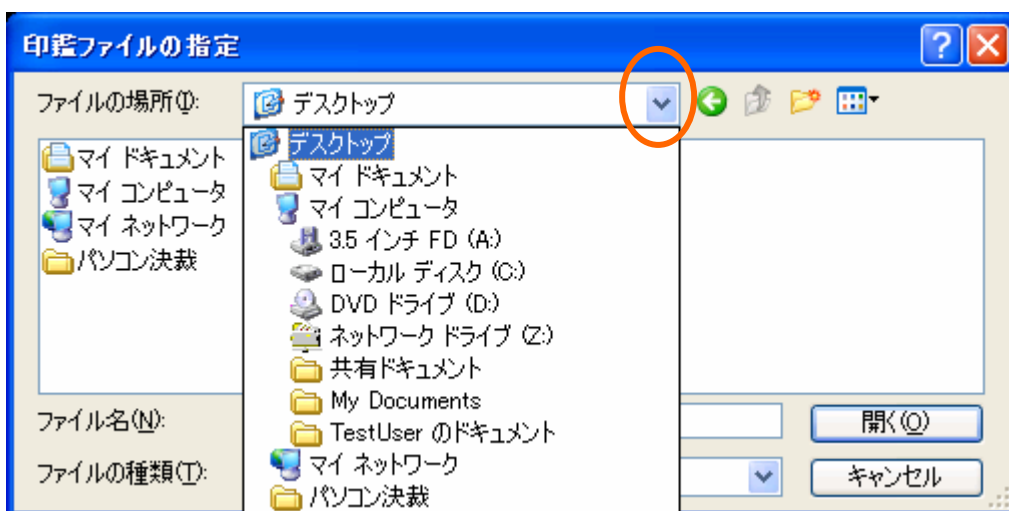 印鑑ファイルの指定
ファイルの場所(I):
デスクトップ
マイ ドキュメント
マイ コンピュータ
マイ ネットワーク
パソコン決裁
デスクトップ
マイ ドキュメント
マイ コンピュータ
3.5 インチ FD (A:)
ローカル ディスク (C:)
DVD ドライブ (D:)
ネットワーク ドライブ (Z:)
共有ドキュメント
My Documents
TestUser のドキュメント
マイ ネットワーク
パソコン決裁
ファイル名(N):
開く(O)
ファイルの種類(T):
キャンセル